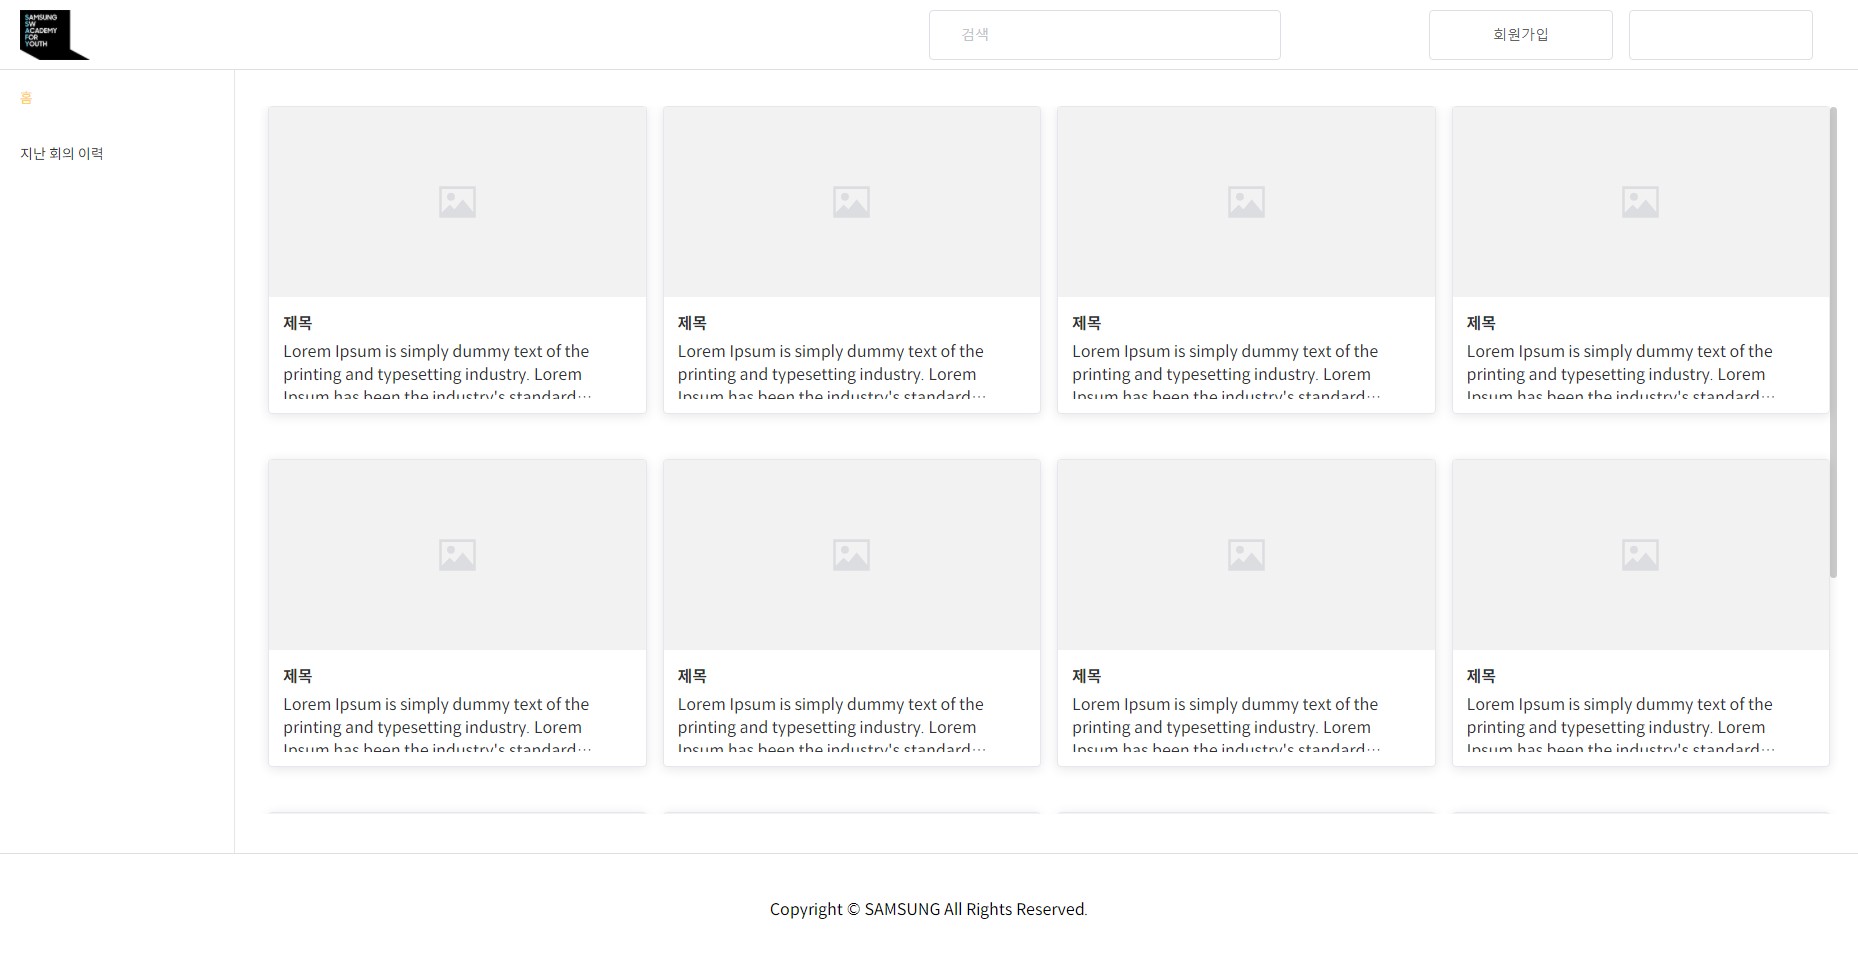 SAMSUNG
SW
ACADEMY
FOR
YOUTH
검색
회원가입
홈
지난 회의 이력
제목
Lorem Ipsum is simply dummy text of the
printing and typesetting industry. Lorem
Ipsum has been the industry's standard…
제목
Lorem Ipsum is simply dummy text of the
printing and typesetting industry. Lorem
Ipsum has been the industry's standard…
제목
Lorem Ipsum is simply dummy text of the
printing and typesetting industry. Lorem
Ipsum has been the industry's standard…
제목
Lorem Ipsum is simply dummy text of the
printing and typesetting industry. Lorem
Ipsum has been the industry's standard…
제목
Lorem Ipsum is simply dummy text of the
printing and typesetting industry. Lorem
Ipsum has been the industry's standard…
제목
Lorem Ipsum is simply dummy text of the
printing and typesetting industry. Lorem
Ipsum has been the industry's standard…
제목
Lorem Ipsum is simply dummy text of the
printing and typesetting industry. Lorem
Ipsum has been the industry's standard…
제목
Lorem Ipsum is simply dummy text of the
printing and typesetting industry. Lorem
Ipsum has been the industry's standard…
Copyright © SAMSUNG All Rights Reserved.